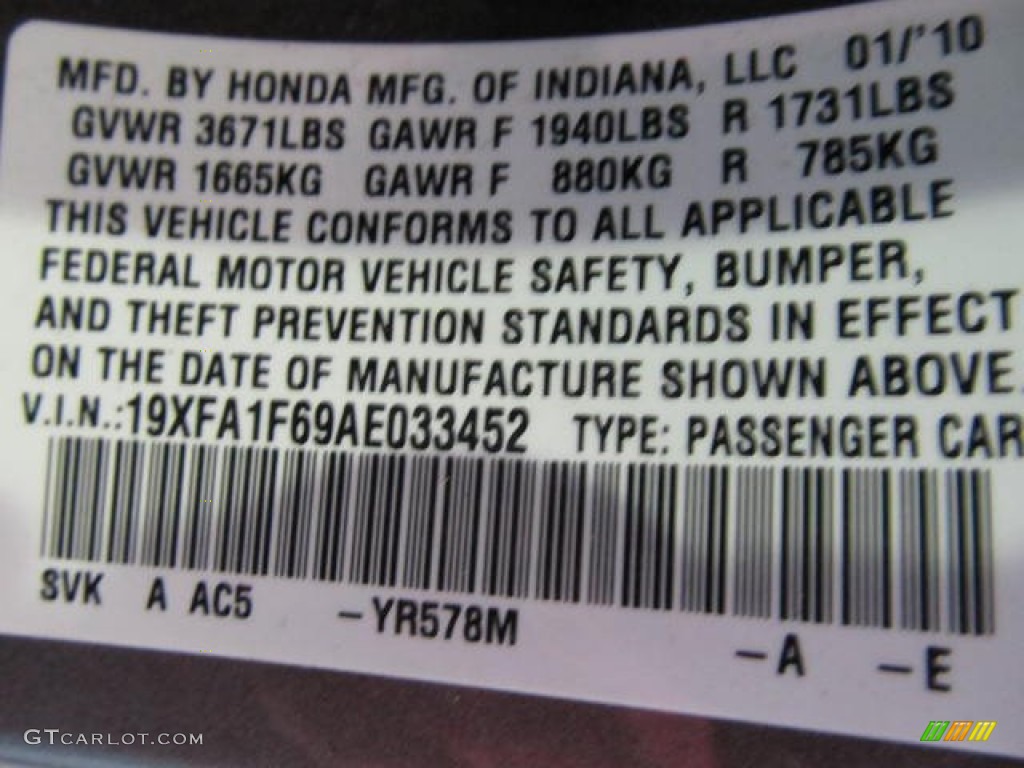 MFD. BY HONDA MFG. OF INDIANA, LLC 01/'10
GVWR 3671LBS GAWR F 1940LBS R 1731LBS
GVWR 1665KG GAWR F 880KG R 785KG
THIS VEHICLE CONFORMS TO ALL APPLICABLE
FEDERAL MOTOR VEHICLE SAFETY, BUMPER,
AND THEFT PREVENTION STANDARDS IN EFFECT
ON THE DATE OF MANUFACTURE SHOWN ABOVE.
V.I.N.:19XFA1F69AE033452 TYPE: PASSENGER CAR
SVK A AC5 -YR578M -A -E
GTCARLOT.COM